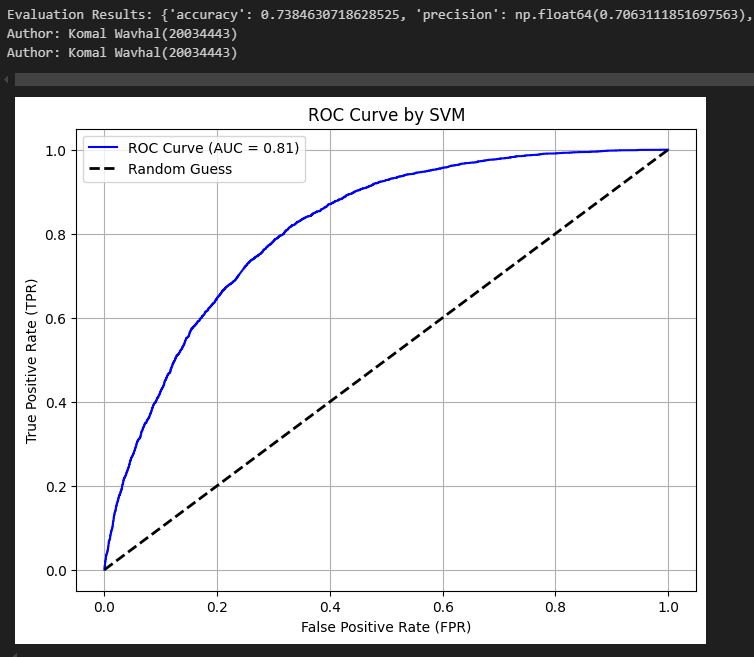 Evaluation Results: {'accuracy': 0.7384630718628525, 'precision': np.float64(0.7063111851697563),
Author: Komal Wavhal(20034443)
Author: Komal Wavhal(20034443)
ROC Curve by SVM
ROC Curve (AUC = 0.81)
Random Guess
1.0
0.8
0.6
0.4
0.2
0.0
True Positive Rate (TPR)
0.0 0.2 0.4 0.6 0.8 1.0
False Positive Rate (FPR)